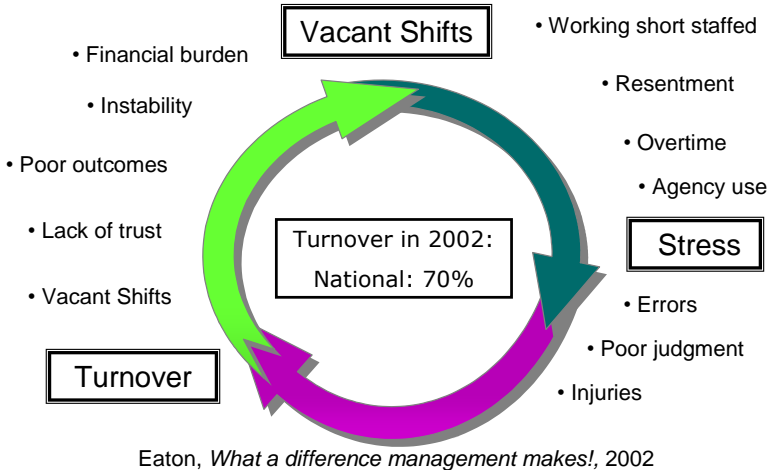 Vacant Shifts
• Working short staffed
• Resentment
• Overtime
• Agency use
Stress
• Errors
• Poor judgment
• Injuries
Turnover
• Vacant Shifts
• Lack of trust
• Poor outcomes
• Instability
• Financial burden
Turnover in 2002:
National: 70%
Eaton, What a difference management makes!, 2002